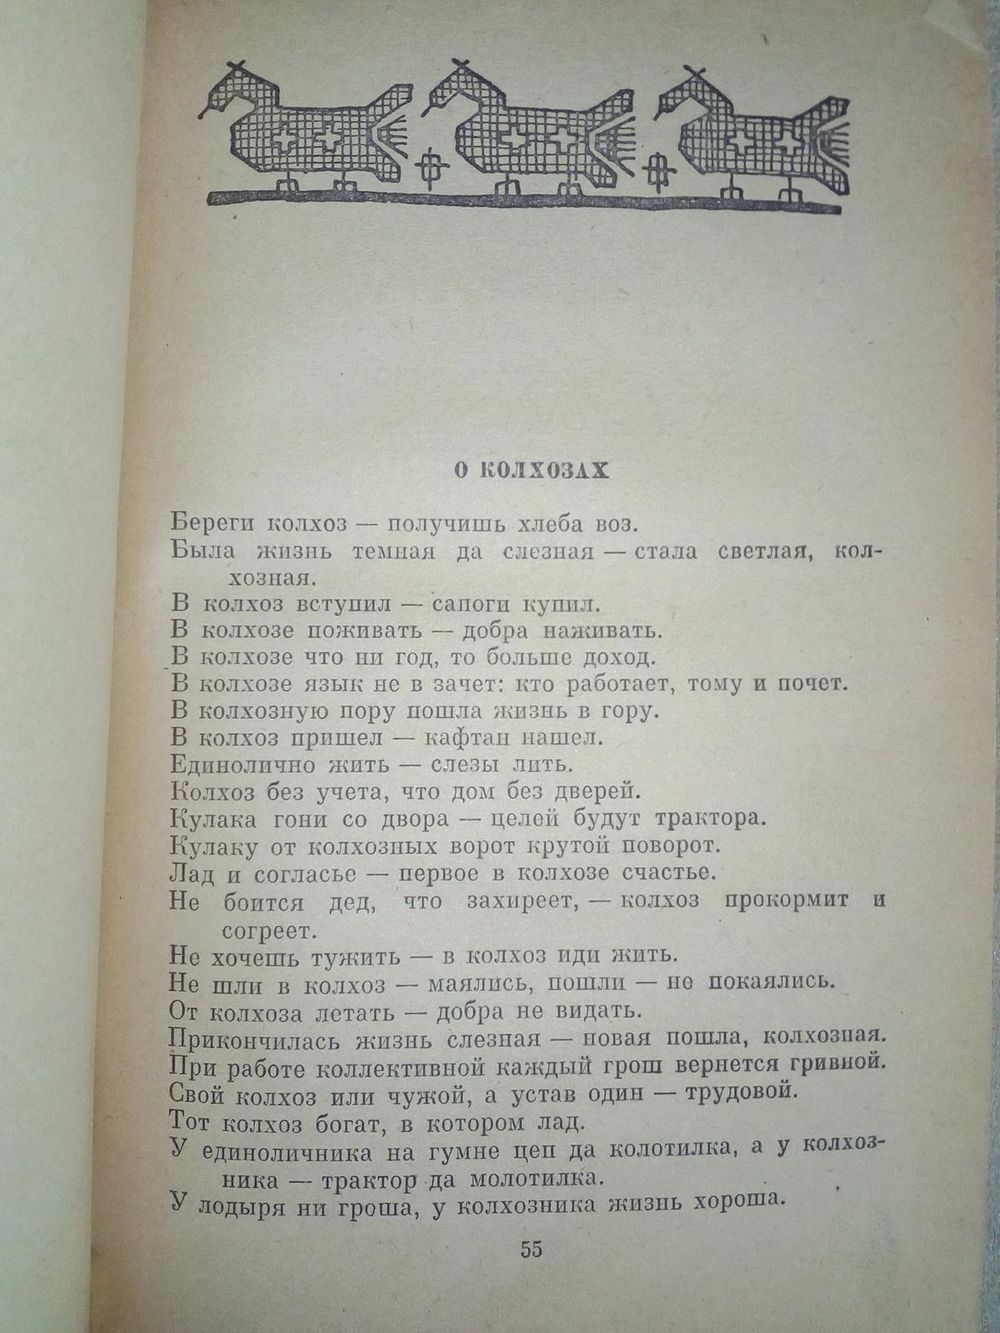 О КОЛХОЗАХ
Береги колхоз — получишь хлеба воз.
Была жизнь темная да слезная — стала светлая, кол-
хозная.
В колхоз вступил — сапоги купил.
В колхозе поживать — добра наживать.
В колхозе что ни год, то больше доход.
В колхозе язык не в зачет: кто работает, тому и почет.
В колхозную пору пошла жизнь в гору.
В колхоз пришел — кафтан нашел.
Единолично жить — слезы лить.
Колхоз без учета, что дом без дверей.
Кулака гони со двора — целей будут трактора.
Кулаку от колхозных ворот крутой поворот.
Лад и согласье — первое в колхозе счастье.
Не боится дед, что захиреет, — колхоз прокормит и
согреет.
Не хочешь тужить — в колхоз иди жить.
Не шли в колхоз — маялись, пошли — не покаялись.
От колхоза летать — добра не видать.
Прикончилась жизнь слезная — новая пошла, колхозная.
При работе коллективной каждый грош вернется гривной.
Свой колхоз или чужой, а устав один — трудовой.
Тот колхоз богат, в котором лад.
У единоличника на гумне цеп да колотилка, а у колхоз-
ника — трактор да молотилка.
У лодыря ни гроша, у колхозника жизнь хороша.
55